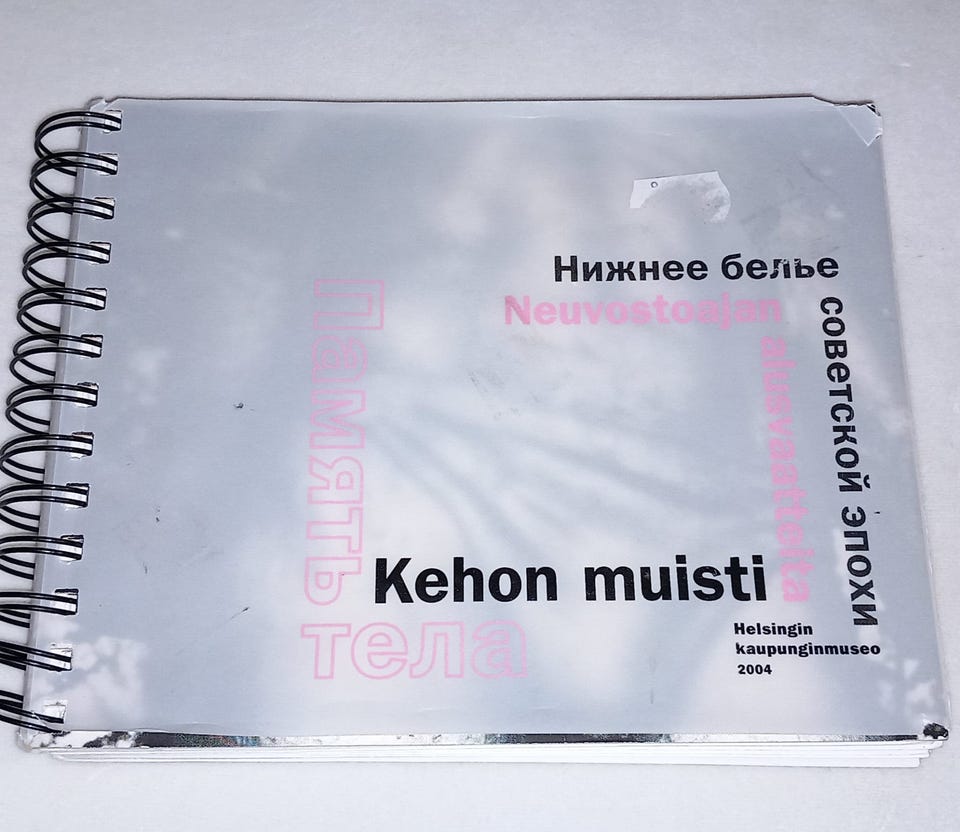 Нижнее белье
советской эпохи
Neuvostoajan
alusvaatteita
Память
тела
Kehon muisti
Helsingin
kaupunginmuseo
2004